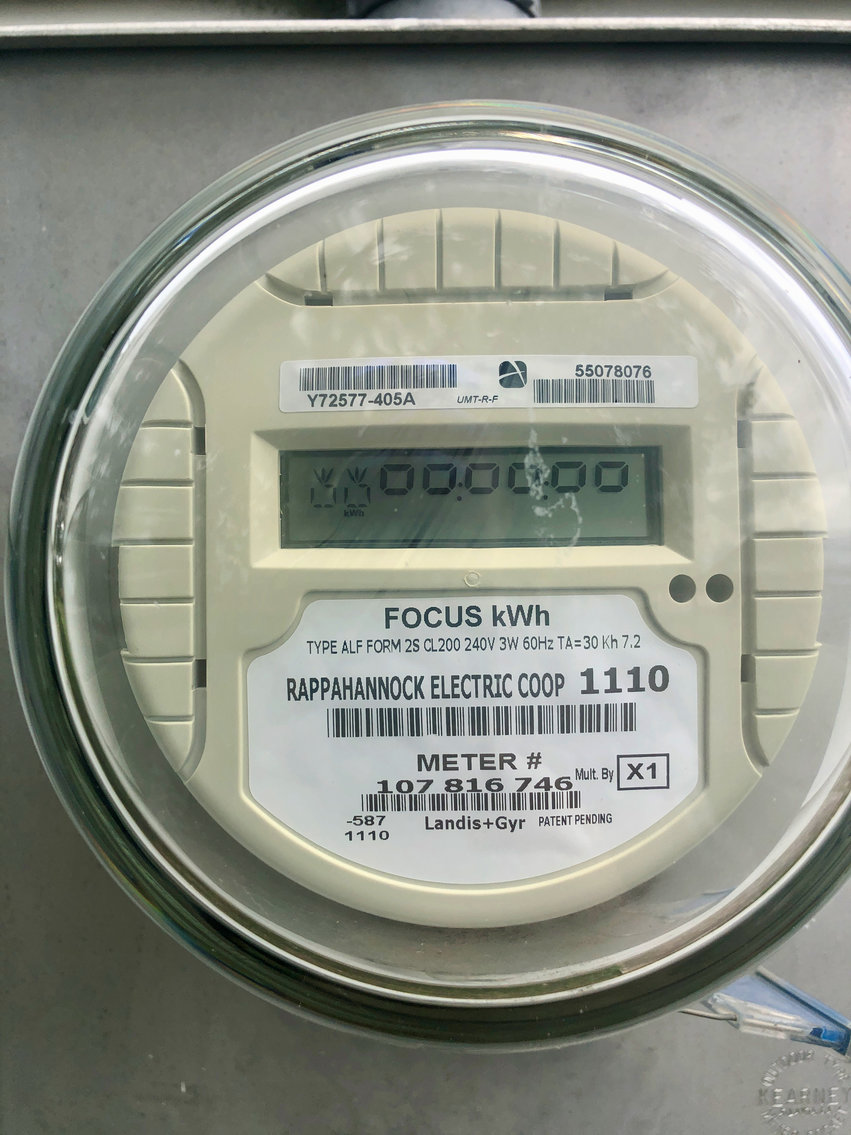 55078076
Y72577-405A
UMT-R-F
00:00.00
kWh
FOCUS kWh
TYPE ALF FORM 2S CL200 240V 3W 60Hz TA=30 Kh 7.2
RAPPAHANNOCK ELECTRIC COOP 1110
METER #
107 816 746 Mult. By X1
-587 Landis+Gyr PATENT PENDING
1110
KEARNEY